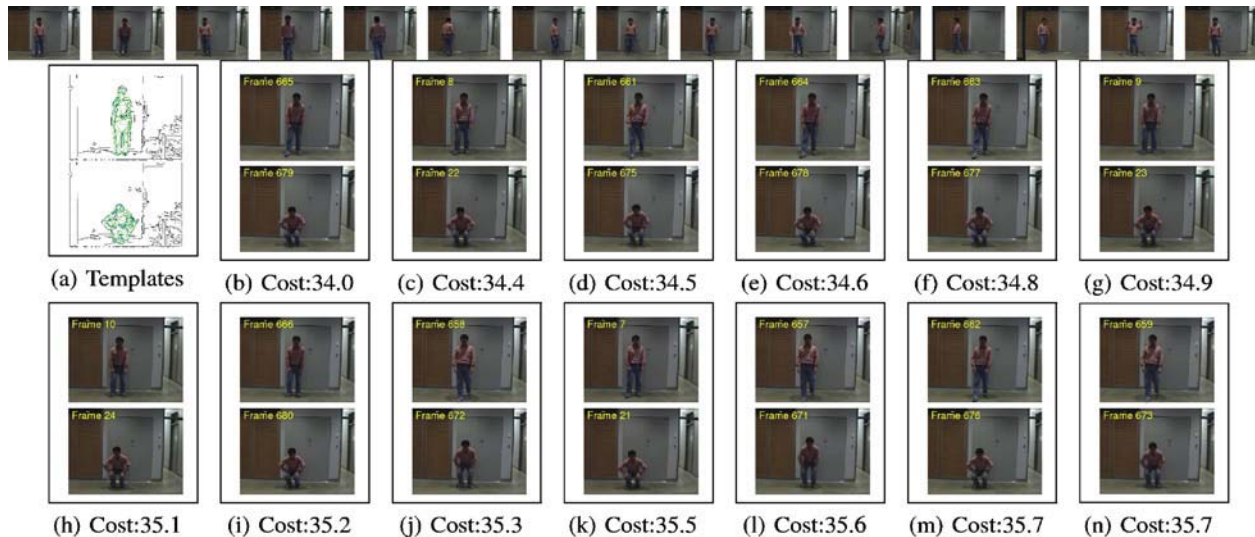 Frame 665
Frame 8
Frame 661
Frame 664
Frame 663
Frame 9
Frame 679
Frame 22
Frame 675
Frame 678
Frame 677
Frame 23
(a) Templates
(b) Cost:34.0
(c) Cost:34.4
(d) Cost:34.5
(e) Cost:34.6
(f) Cost:34.8
(g) Cost:34.9
Frame 10
Frame 666
Frame 658
Frame 7
Frame 657
Frame 662
Frame 659
Frame 24
Frame 680
Frame 672
Frame 21
Frame 671
Frame 676
Frame 673
(h) Cost:35.1
(i) Cost:35.2
(j) Cost:35.3
(k) Cost:35.5
(l) Cost:35.6
(m) Cost:35.7
(n) Cost:35.7